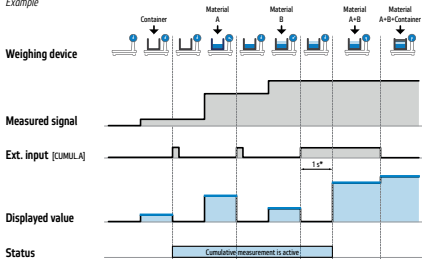 Example
Container
Material
A
Material
B
Material
A+B
Material
A+B+Container
Weighing device
Measured signal
Ext. input [CUMUL.A]
1 s*
Displayed value
Status
Cumulative measurement is active